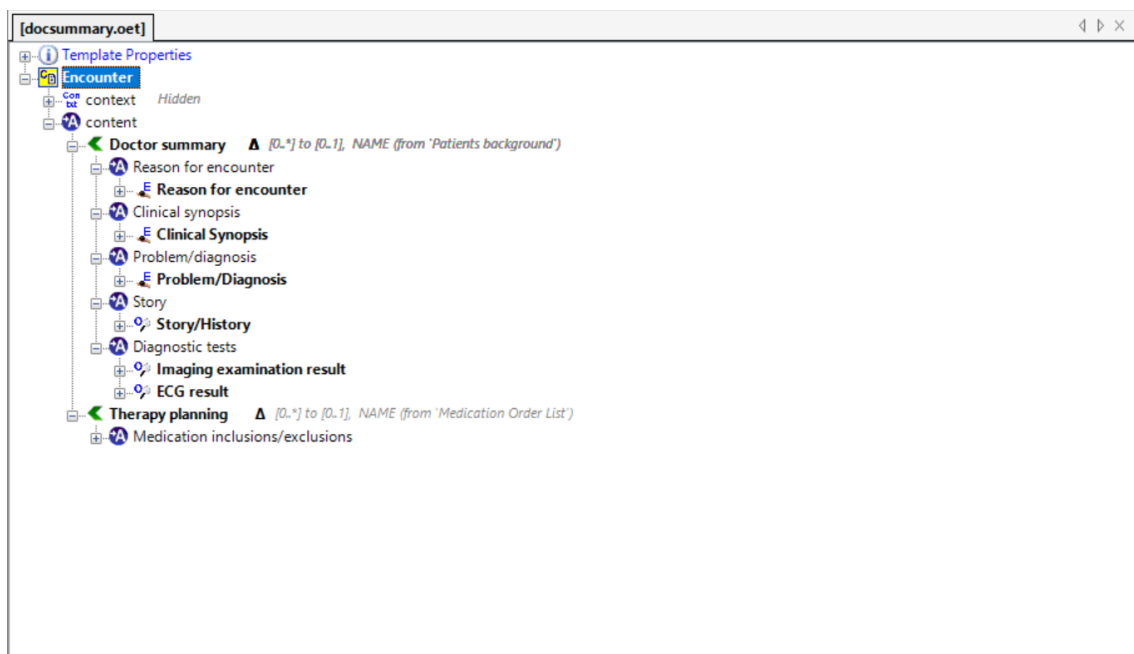 [docsummary.oet]
Template Properties
Encounter
context Hidden
content
Doctor summary Δ [0..*] to [0..1], NAME (from 'Patients background')
Reason for encounter
Reason for encounter
Clinical synopsis
Clinical Synopsis
Problem/diagnosis
Problem/Diagnosis
Story
Story/History
Diagnostic tests
Imaging examination result
ECG result
Therapy planning Δ [0..*] to [0..1], NAME (from 'Medication Order List')
Medication inclusions/exclusions